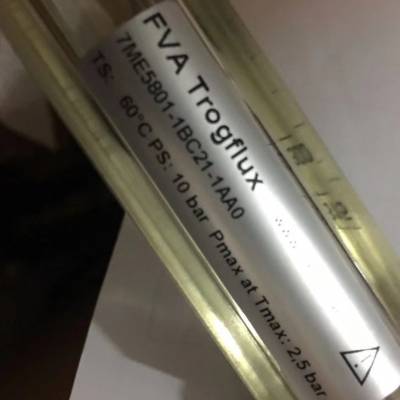 FVA Trogflux
7ME5801-1BC21-1AA0
TS: 60°C PS: 10 bar Pmax at Tmax: 2,5 bar